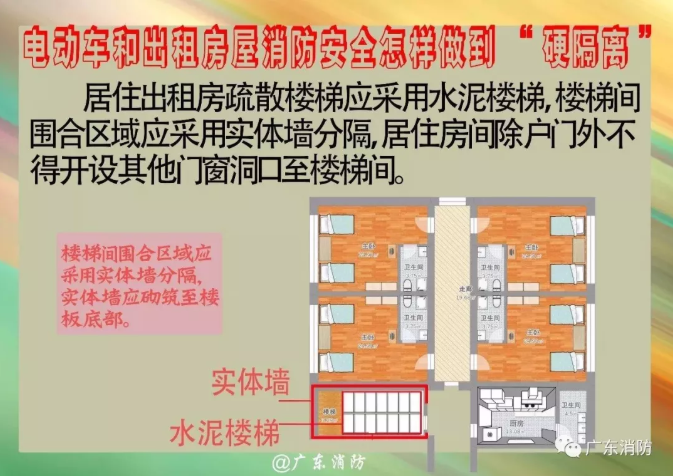 电动车和出租房屋消防安全怎样做到“硬隔离”
居住出租房疏散楼梯应采用水泥楼梯,楼梯间
围合区域应采用实体墙分隔,居住房间除户门外不
得开设其他门窗洞口至楼梯间。
楼梯间围合区域应
采用实体墙分隔,
实体墙应砌筑至楼
板底部。
主卧
卫生间
走廊
卫生间
主卧
主卧
卫生间
卫生间
主卧
实体墙
水泥楼梯
楼梯
厨房
卫生间
@广东消防
广东消防